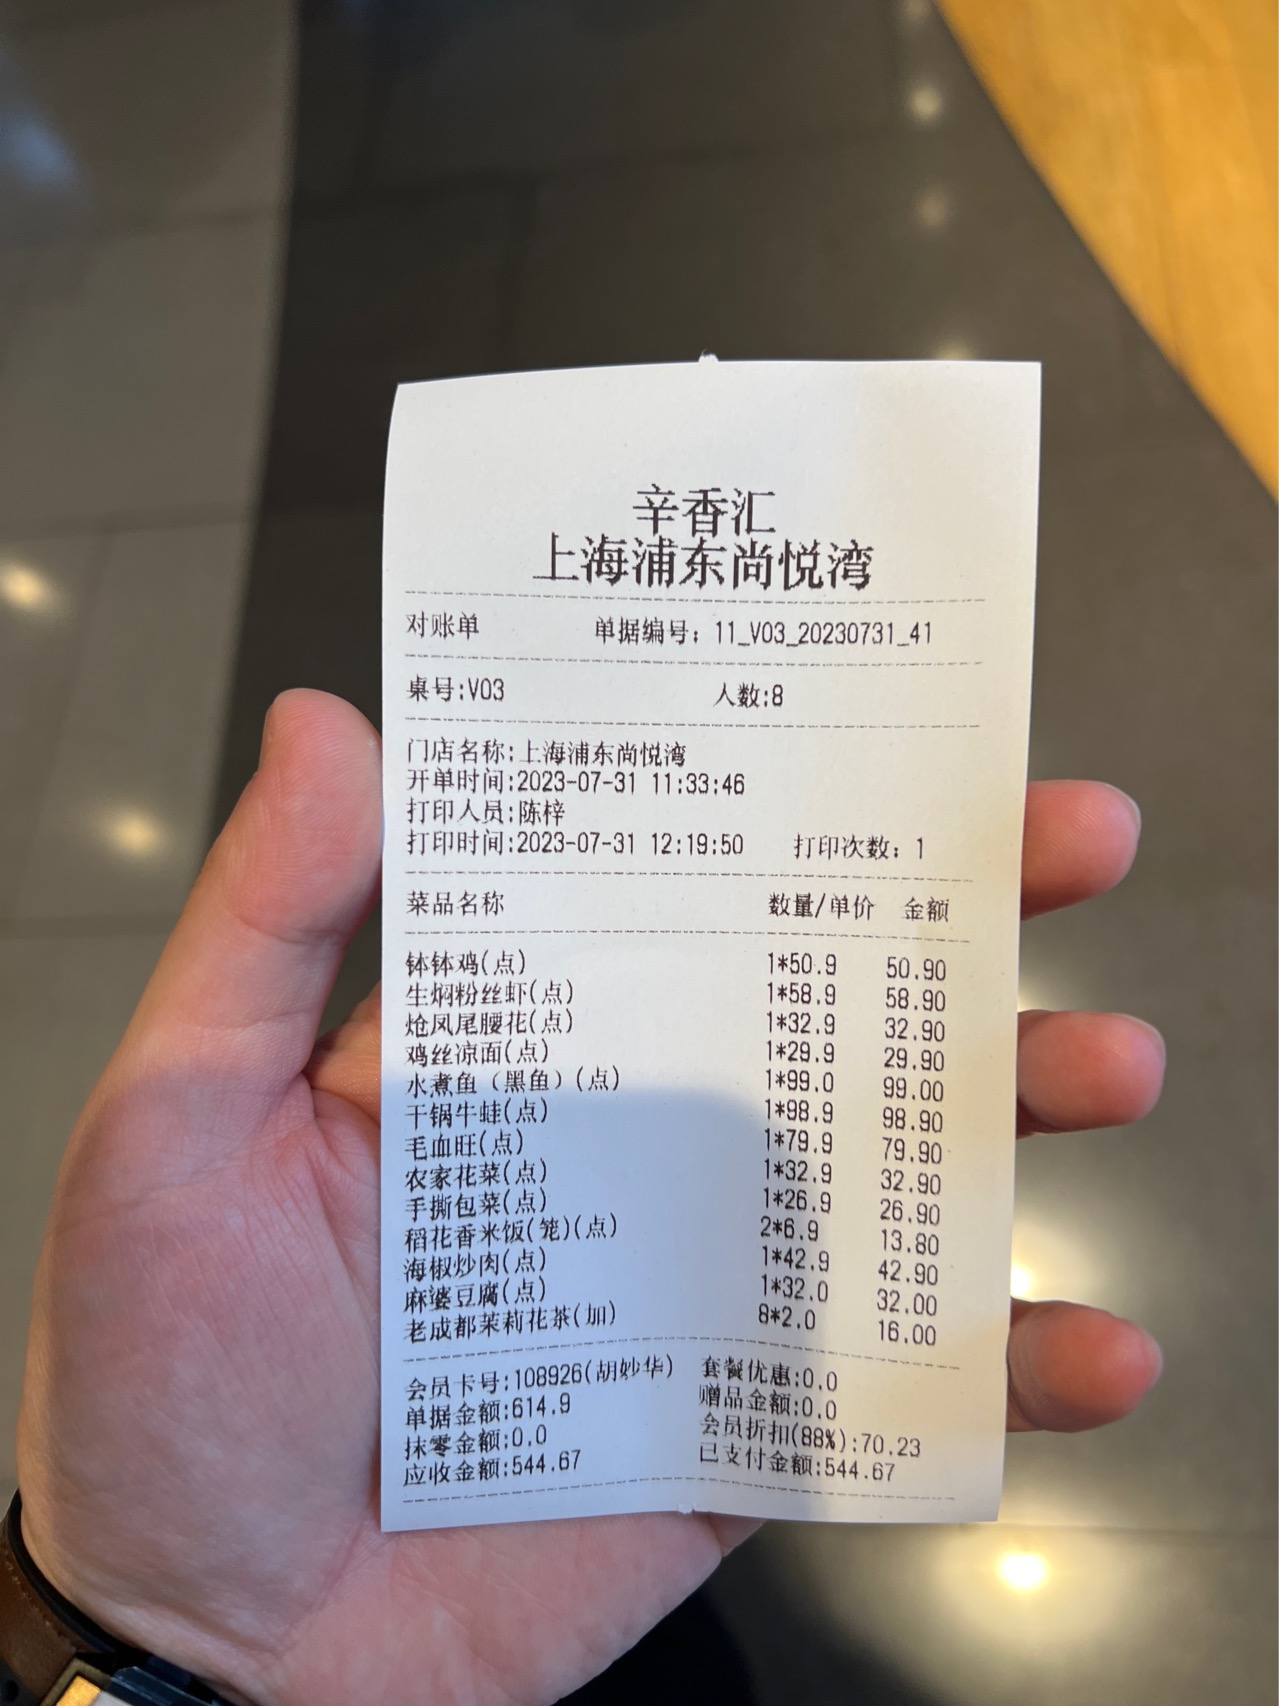 辛香汇
上海浦东尚悦湾
对账单 单据编号：11_V03_20230731_41
桌号:V03 人数:8
门店名称:上海浦东尚悦湾
开单时间:2023-07-31 11:33:46
打印人员:陈梓
打印时间:2023-07-31 12:19:50 打印次数：1
菜品名称 数量/单价 金额
钵钵鸡(点) 1*50.9 50.90
生焖粉丝虾(点) 1*58.9 58.90
炝凤尾腰花(点) 1*32.9 32.90
鸡丝凉面(点) 1*29.9 29.90
水煮鱼（黑鱼）(点) 1*99.0 99.00
干锅牛蛙(点) 1*98.9 98.90
毛血旺(点) 1*79.9 79.90
农家花菜(点) 1*32.9 32.90
手撕包菜(点) 1*26.9 26.90
稻花香米饭(笼)(点) 2*6.9 13.80
海椒炒肉(点) 1*42.9 42.90
麻婆豆腐(点) 1*32.0 32.00
老成都茉莉花茶(加) 8*2.0 16.00
会员卡号:108926(胡妙华) 套餐优惠:0.0
单据金额:614.9 赠品金额:0.0
抹零金额:0.0 会员折扣(88%):70.23
应收金额:544.67 已支付金额:544.67